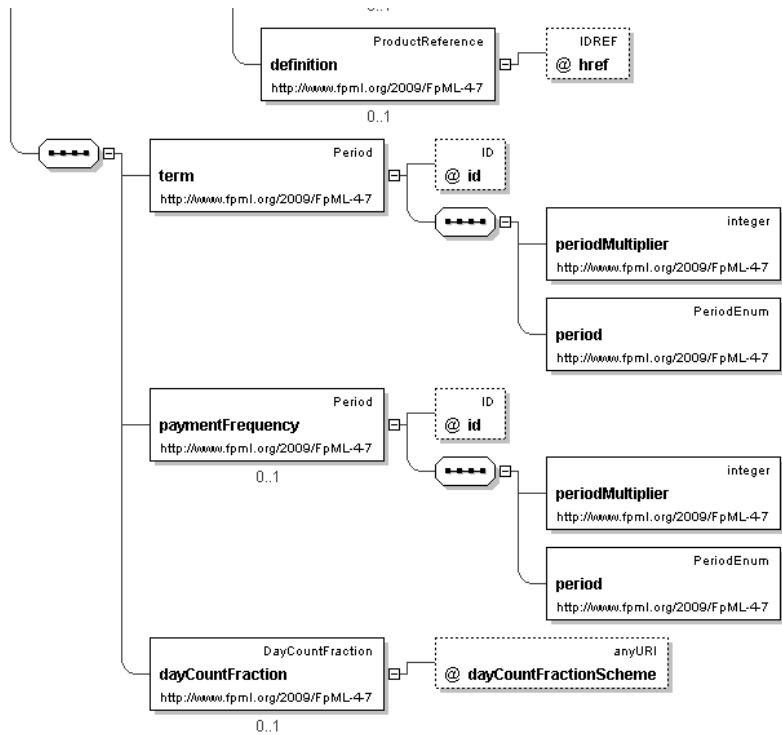 0..1
ProductReference
definition
http://www.fpml.org/2009/FpML-4-7
0..1
IDREF
@ href
Period
term
http://www.fpml.org/2009/FpML-4-7
ID
@ id
integer
periodMultiplier
http://www.fpml.org/2009/FpML-4-7
PeriodEnum
period
http://www.fpml.org/2009/FpML-4-7
Period
paymentFrequency
http://www.fpml.org/2009/FpML-4-7
0..1
ID
@ id
integer
periodMultiplier
http://www.fpml.org/2009/FpML-4-7
PeriodEnum
period
http://www.fpml.org/2009/FpML-4-7
DayCountFraction
dayCountFraction
http://www.fpml.org/2009/FpML-4-7
0..1
anyURI
@ dayCountFractionScheme